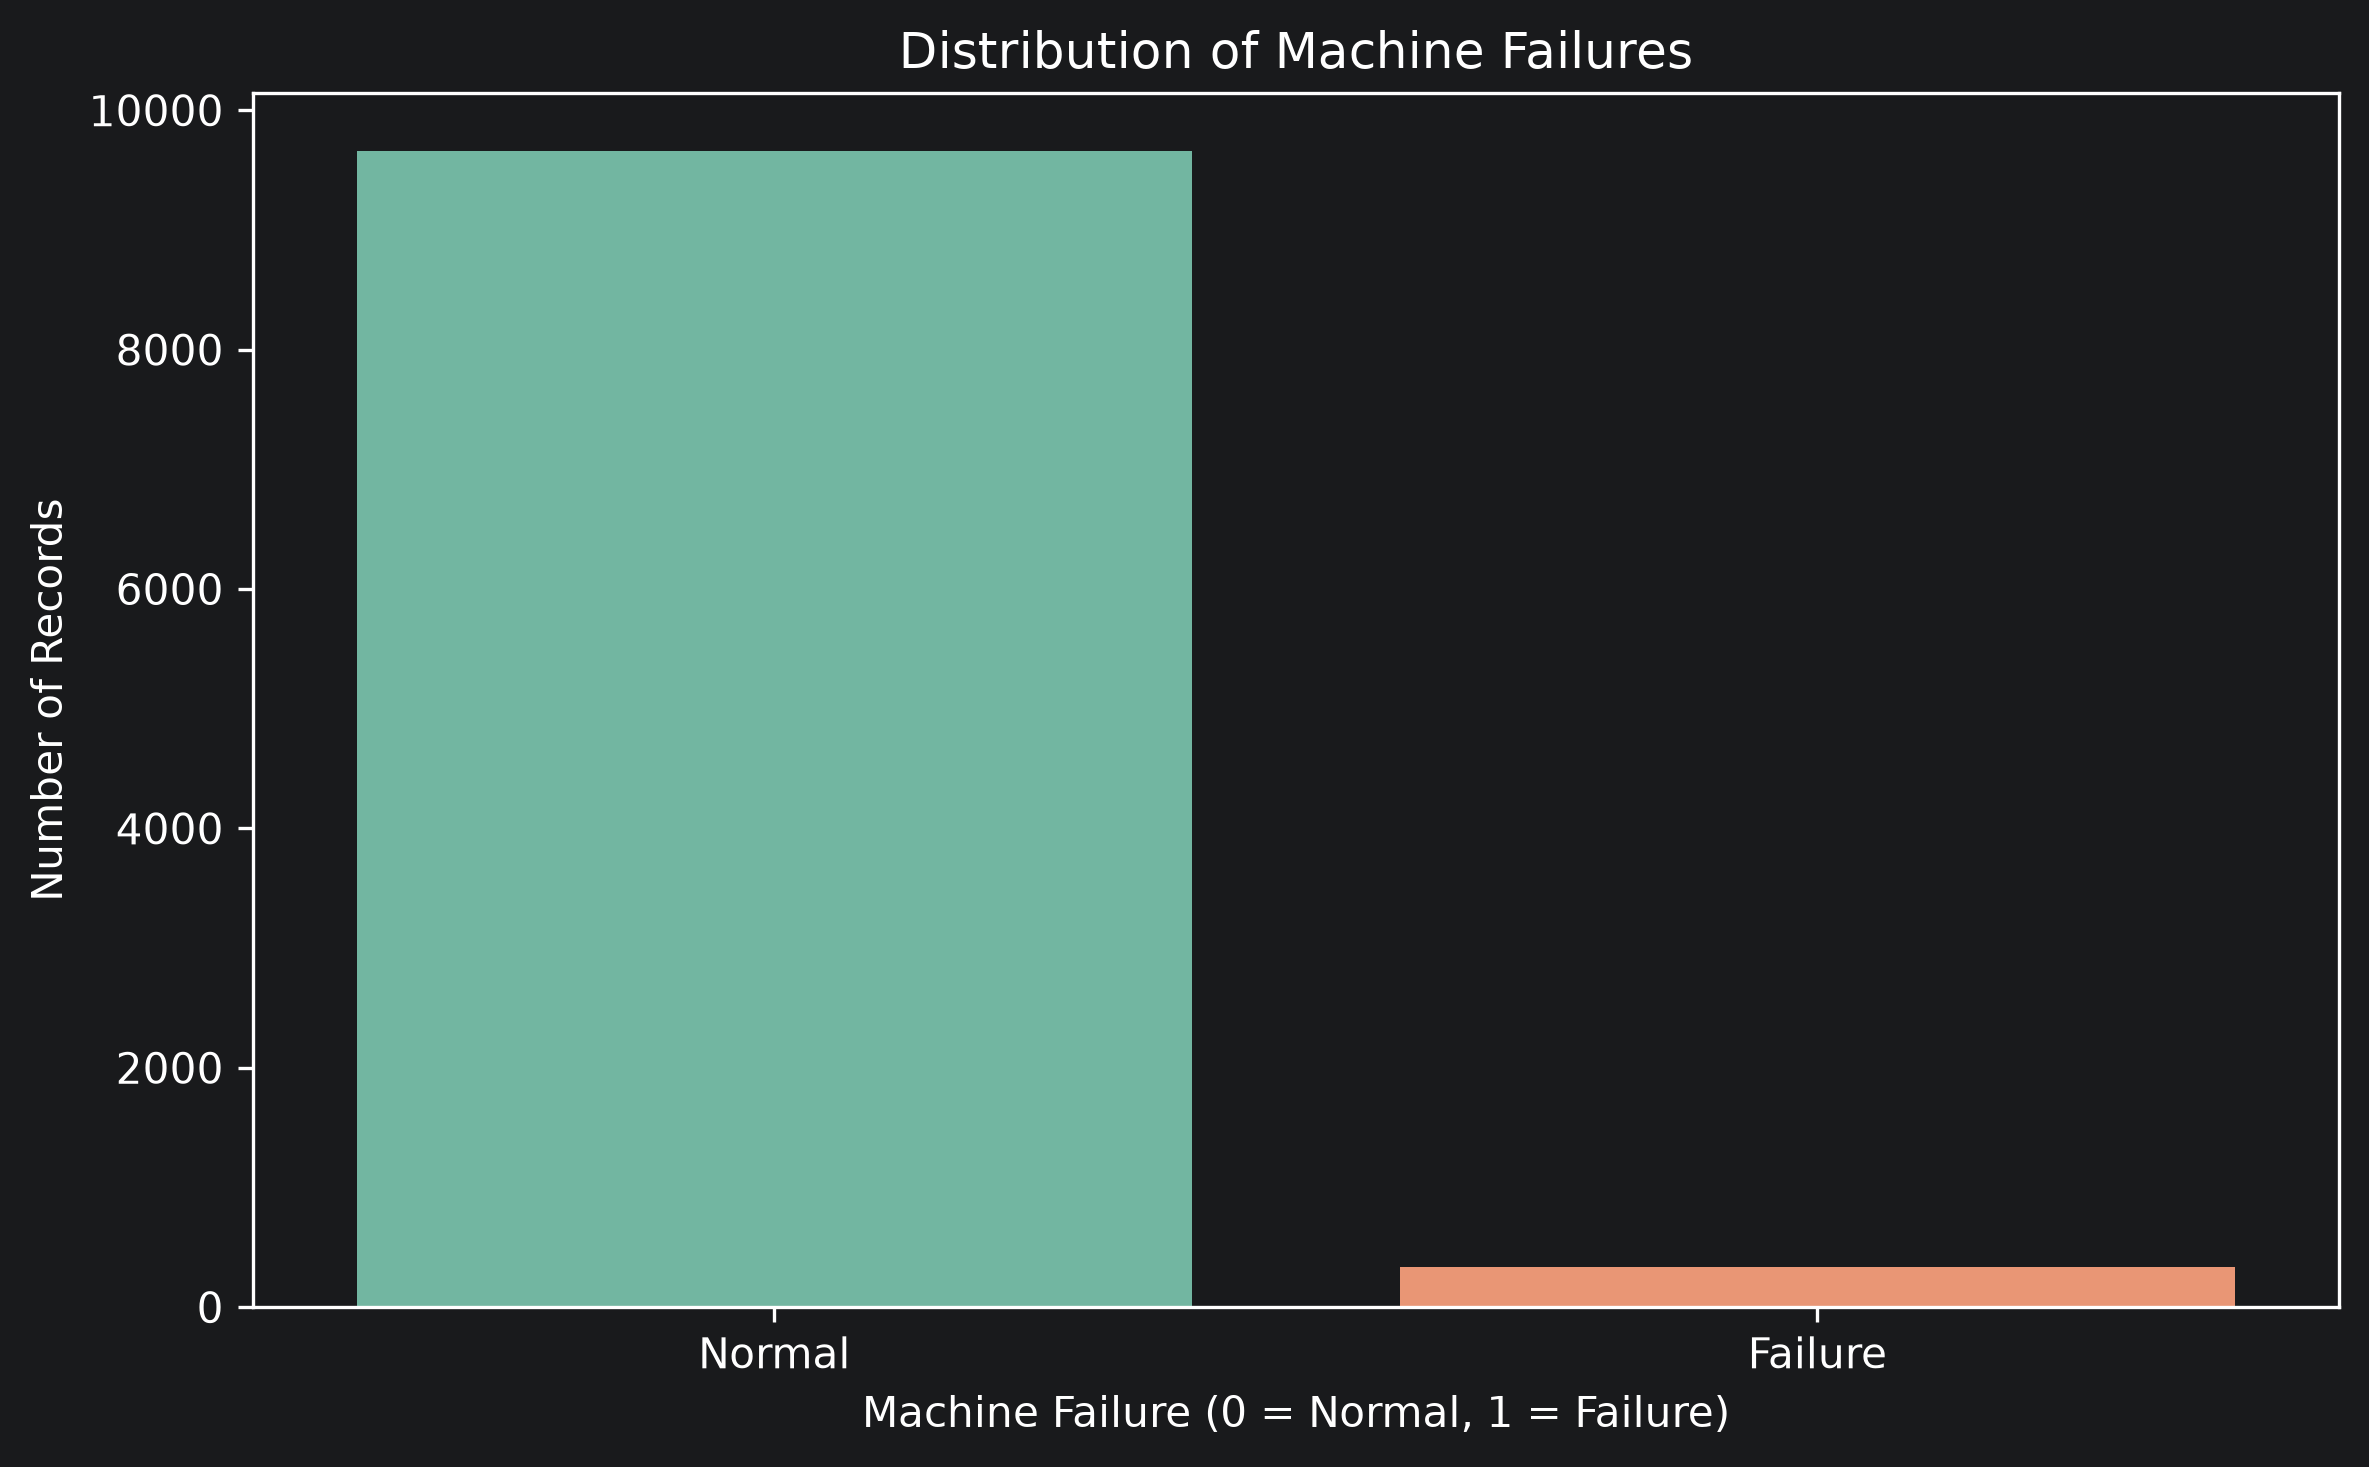 Distribution of Machine Failures
10000
8000
6000
4000
2000
0
Number of Records
Normal
Failure
Machine Failure (0 = Normal, 1 = Failure)